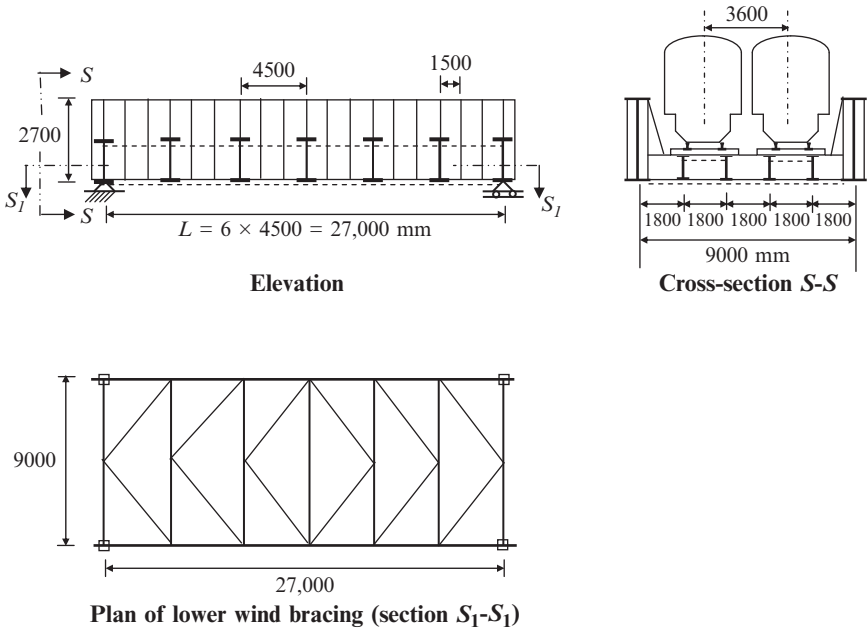 3600
S
4500
1500
2700
S1
S
S1
L = 6 × 4500 = 27,000 mm
1800 1800 1800 1800 1800
9000 mm
Elevation
Cross-section S-S
9000
27,000
Plan of lower wind bracing (section S1-S1)